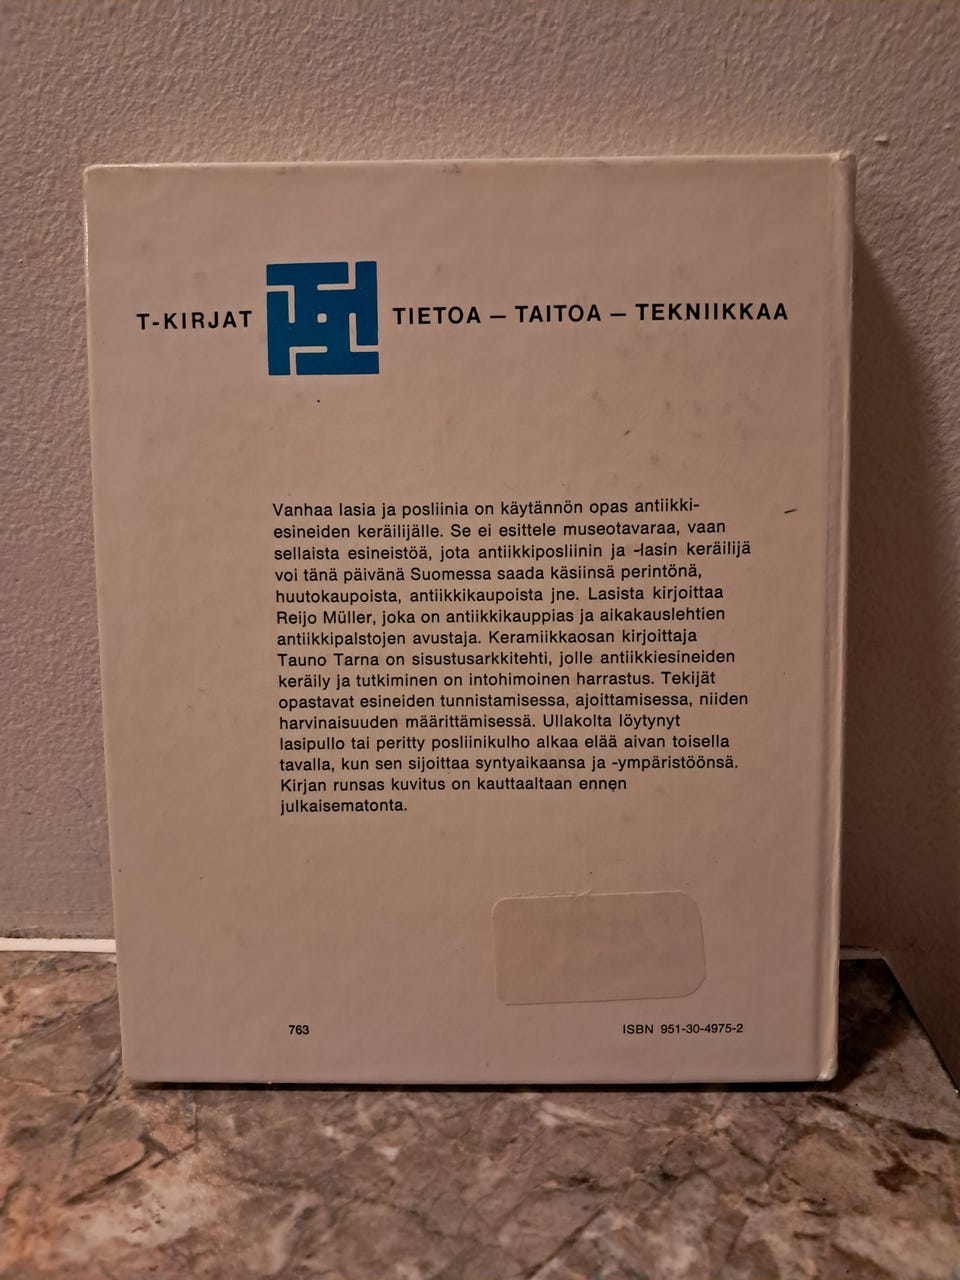 T-KIRJAT TIETOA – TAITOA – TEKNIIKKAA
Vanhaa lasia ja posliinia on käytännön opas antiikki-
esineiden keräilijälle. Se ei esittele museotavaraa, vaan
sellaista esineistöä, jota antiikkiposliinin ja -lasin keräilijä
voi tänä päivänä Suomessa saada käsiinsä perintönä,
huutokaupoista, antiikkikaupoista jne. Lasista kirjoittaa
Reijo Müller, joka on antiikkikauppias ja aikakauslehtien
antiikkipalstojen avustaja. Keramiikkaosan kirjoittaja
Tauno Tarna on sisustusarkkitehti, jolle antiikkiesineiden
keräily ja tutkiminen on intohimoinen harrastus. Tekijät
opastavat esineiden tunnistamisessa, ajoittamisessa, niiden
harvinaisuuden määrittämisessä. Ullakolta löytynyt
lasipullo tai peritty posliinikulho alkaa elää aivan toisella
tavalla, kun sen sijoittaa syntyaikaansa ja -ympäristöönsä.
Kirjan runsas kuvitus on kauttaaltaan ennen
julkaisematonta.
763
ISBN 951-30-4975-2